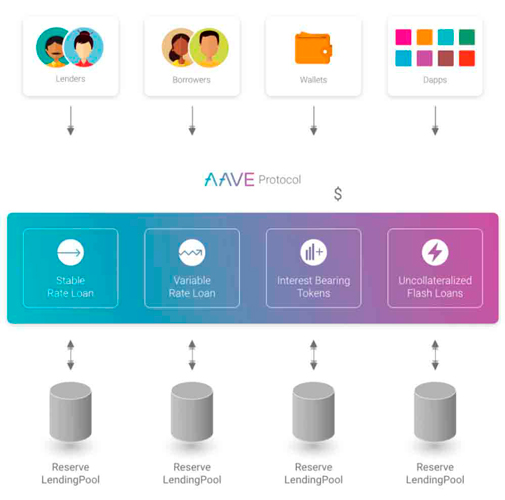 Lenders
Borrowers
Wallets
Dapps
AAVE Protocol
$
Stable
Rate Loan
Variable
Rate Loan
Interest Bearing
Tokens
Uncollateralized
Flash Loans
Reserve
LendingPool
Reserve
LendingPool
Reserve
LendingPool
Reserve
LendingPool